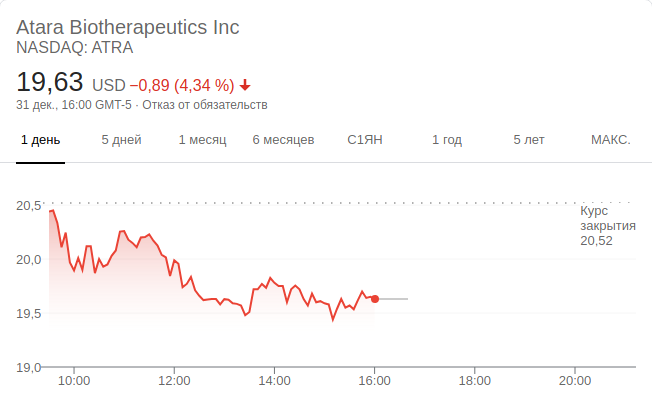 Atara Biotherapeutics Inc
NASDAQ: ATRA
19,63 USD −0,89 (4,34 %)
31 дек., 16:00 GMT-5 · Отказ от обязательств
1 день 5 дней 1 месяц 6 месяцев С1ЯН 1 год 5 лет МАКС.
20,5
Курс
закрытия
20,52
20,0
19,5
19,0
10:00 12:00 14:00 16:00 18:00 20:00